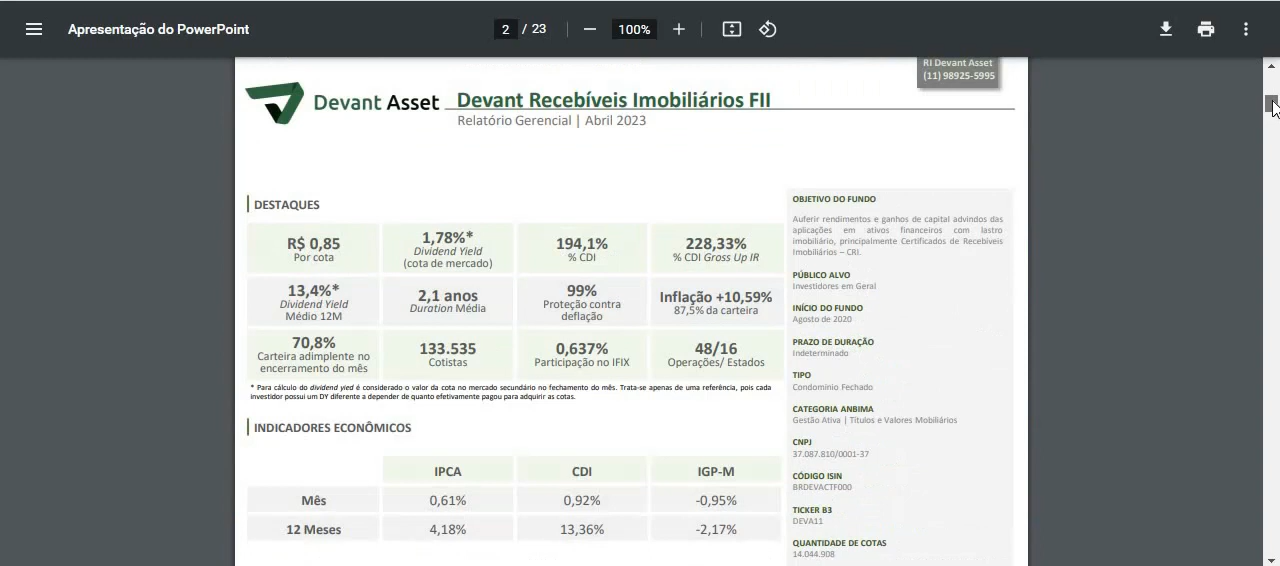 Apresentação do PowerPoint
2 / 23
100%
RI Devant Asset
(11) 98925-5995
Devant Asset
Devant Recebíveis Imobiliários FII
Relatório Gerencial | Abril 2023
DESTAQUES
R$ 0,85
Por cota
1,78%*
Dividend Yield
(cota de mercado)
194,1%
% CDI
228,33%
% CDI Gross Up IR
13,4%*
Dividend Yield
Médio 12M
2,1 anos
Duration Média
99%
Proteção contra
deflação
Inflação +10,59%
87,5% da carteira
70,8%
Carteira adimplente no
encerramento do mês
133.535
Cotistas
0,637%
Participação no IFIX
48/16
Operações/ Estados
* Para cálculo do dividend yied é considerado o valor da cota no mercado secundário no fechamento do mês. Trata-se apenas de uma referência, pois cada
investidor possui um DY diferente a depender de quanto efetivamente pagou para adquirir as cotas.
INDICADORES ECONÔMICOS
IPCA CDI IGP-M
Mês 0,61% 0,92% -0,95%
12 Meses 4,18% 13,36% -2,17%
OBJETIVO DO FUNDO
Auferir rendimentos e ganhos de capital advindos das
aplicações em ativos financeiros com lastro
imobiliário, principalmente Certificados de Recebíveis
Imobiliários – CRI.
PÚBLICO ALVO
Investidores em Geral
INÍCIO DO FUNDO
Agosto de 2020
PRAZO DE DURAÇÃO
Indeterminado
TIPO
Condomínio Fechado
CATEGORIA ANBIMA
Gestão Ativa | Títulos e Valores Mobiliários
CNPJ
37.087.810/0001-37
CÓDIGO ISIN
BRDEVACTF000
TICKER B3
DEVA11
QUANTIDADE DE COTAS
14.044.908